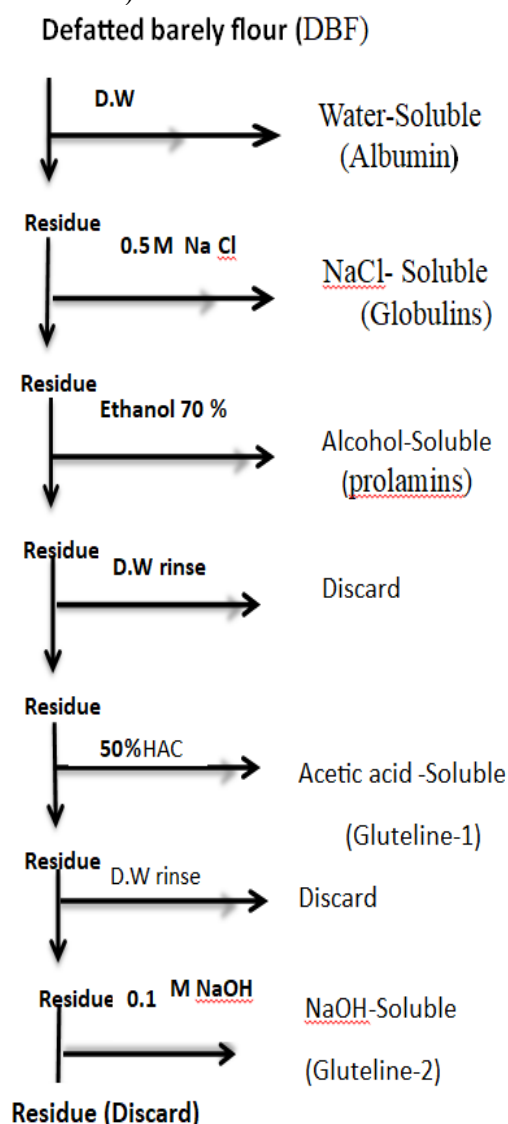 Defatted barely flour (DBF)
D.W
Water-Soluble
(Albumin)
Residue
0.5 M Na Cl
NaCl- Soluble
(Globulins)
Residue
Ethanol 70 %
Alcohol-Soluble
(prolamins)
Residue
D.W rinse
Discard
Residue
50%HAC
Acetic acid -Soluble
(Gluteline-1)
Residue
D.W rinse
Discard
Residue 0.1 M NaOH
NaOH-Soluble
(Gluteline-2)
Residue (Discard)